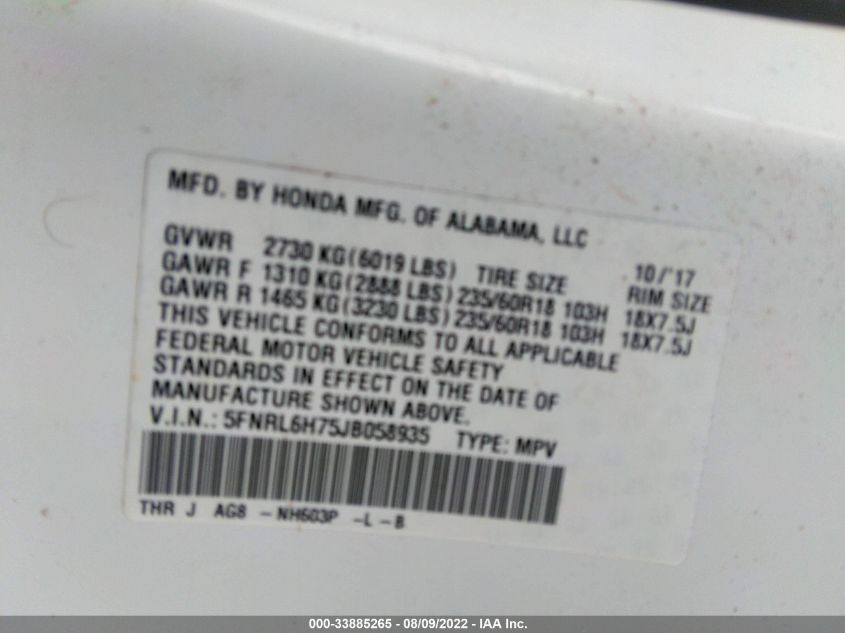 MFD. BY HONDA MFG. OF ALABAMA, LLC
10/'17
GVWR 2730 KG(6019 LBS) TIRE SIZE RIM SIZE
GAWR F 1310 KG(2888 LBS)235/60R18 103H 18X7.5J
GAWR R 1465 KG(3230 LBS)235/60R18 103H 18X7.5J
THIS VEHICLE CONFORMS TO ALL APPLICABLE
FEDERAL MOTOR VEHICLE SAFETY
STANDARDS IN EFFECT ON THE DATE OF
MANUFACTURE SHOWN ABOVE.
V.I.N.: 5FNRL6H75JB058935 TYPE: MPV
THR J AG8 -NH603P -L-B
000-33885265 - 08/09/2022 - IAA Inc.